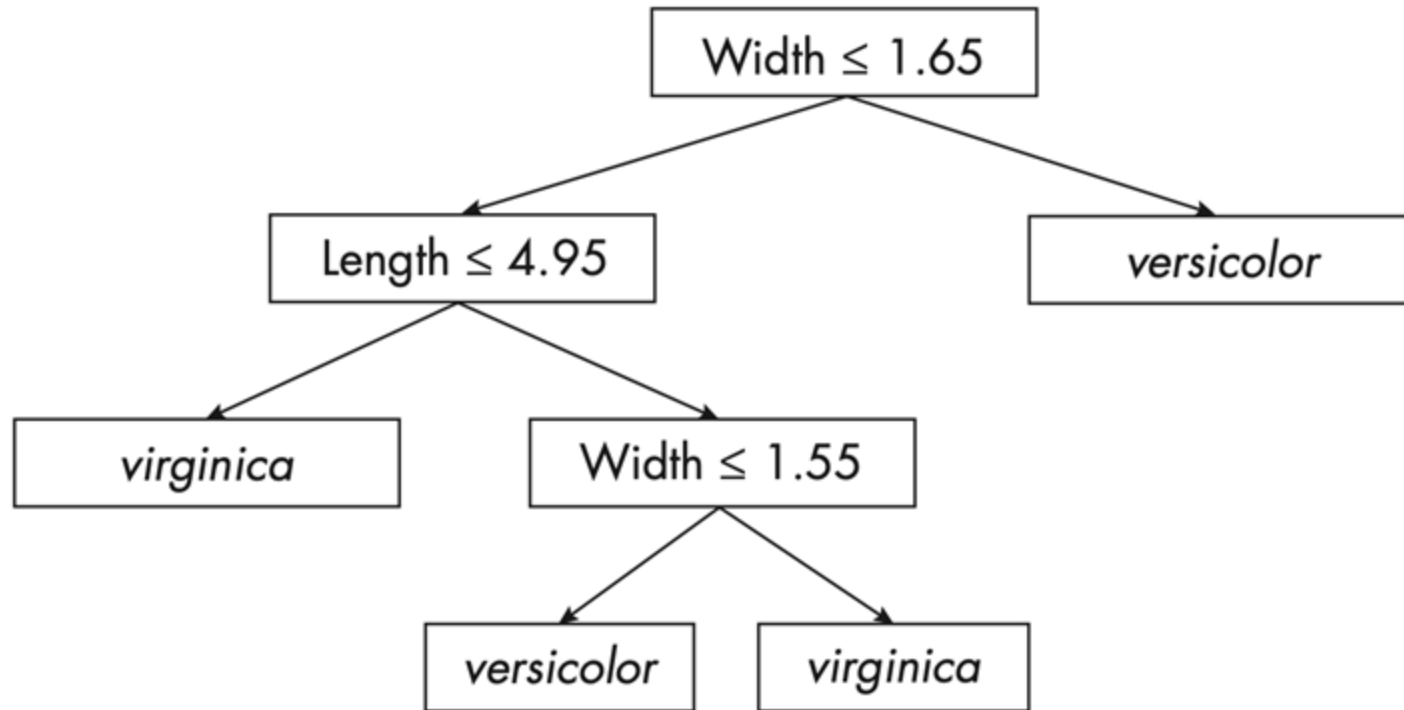 Width ≤ 1.65
Length ≤ 4.95
versicolor
virginica
Width ≤ 1.55
versicolor
virginica